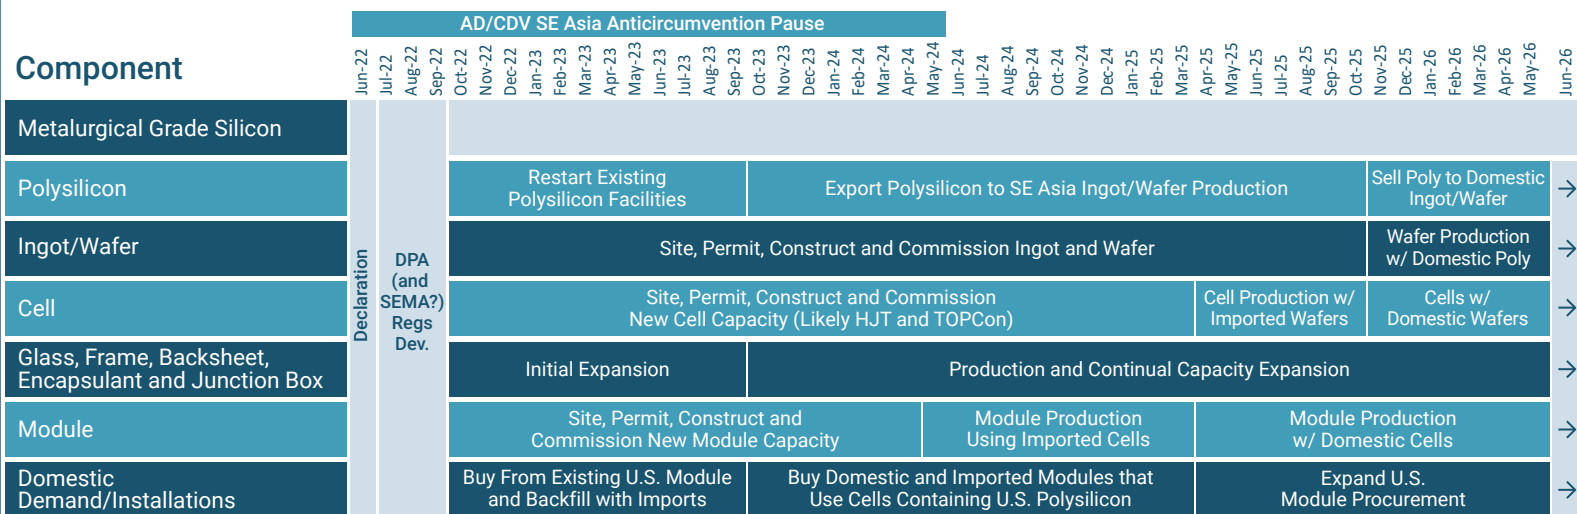 AD/CDV SE Asia Anticircumvention Pause
Component
Jun-22
Jul-22
Aug-22
Sep-22
Oct-22
Nov-22
Dec-22
Jan-23
Feb-23
Mar-23
Apr-23
May-23
Jun-23
Jul-23
Aug-23
Sep-23
Oct-23
Nov-23
Dec-23
Jan-24
Feb-24
Mar-24
Apr-24
May-24
Jun-24
Jul-24
Aug-24
Sep-24
Oct-24
Nov-24
Dec-24
Jan-25
Feb-25
Mar-25
Apr-25
May-25
Jun-25
Jul-25
Aug-25
Sep-25
Oct-25
Nov-25
Dec-25
Jan-26
Feb-26
Mar-26
Apr-26
May-26
Jun-26
Declaration
DPA
(and
SEMA?)
Regs
Dev.
Metalurgical Grade Silicon
Polysilicon
Restart Existing
Polysilicon Facilities
Export Polysilicon to SE Asia Ingot/Wafer Production
Sell Poly to Domestic
Ingot/Wafer
→
Ingot/Wafer
Site, Permit, Construct and Commission Ingot and Wafer
Wafer Production
w/ Domestic Poly
→
Cell
Site, Permit, Construct and Commission
New Cell Capacity (Likely HJT and TOPCon)
Cell Production w/
Imported Wafers
Cells w/
Domestic Wafers
→
Glass, Frame, Backsheet,
Encapsulant and Junction Box
Initial Expansion
Production and Continual Capacity Expansion
→
Module
Site, Permit, Construct and
Commission New Module Capacity
Module Production
Using Imported Cells
Module Production
w/ Domestic Cells
→
Domestic
Demand/Installations
Buy From Existing U.S. Module
and Backfill with Imports
Buy Domestic and Imported Modules that
Use Cells Containing U.S. Polysilicon
Expand U.S.
Module Procurement
→